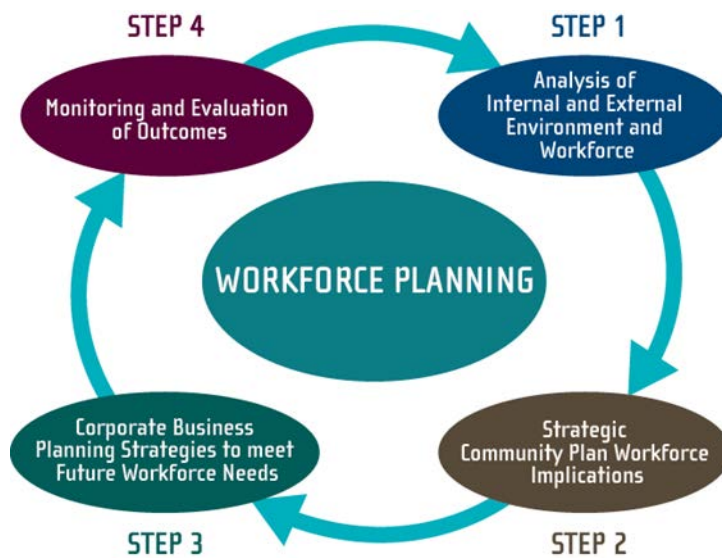 STEP 4
Monitoring and Evaluation
of Outcomes
STEP 1
Analysis of
Internal and External
Environment and
Workforce
WORKFORCE PLANNING
Strategic
Community Plan Workforce
Implications
STEP 2
Corporate Business
Planning Strategies to meet
Future Workforce Needs
STEP 3